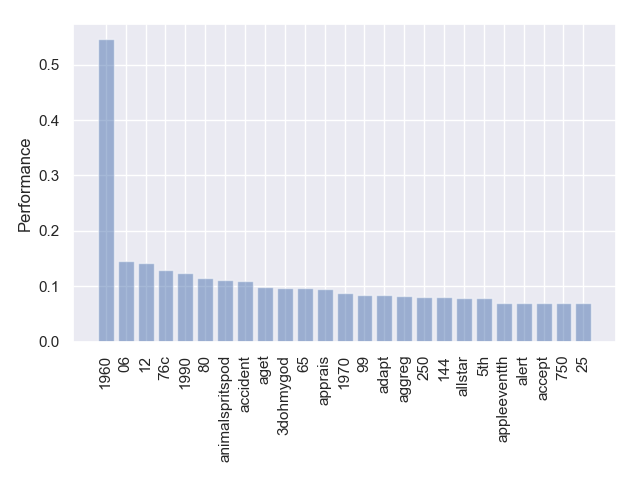 0.5
0.4
0.3
0.2
0.1
0.0
Performance
1960
06
12
76c
1990
80
animalspritspod
accident
aget
3dohmygod
65
apprais
1970
99
adapt
aggreg
250
144
allstar
5th
appleeventth
alert
accept
750
25